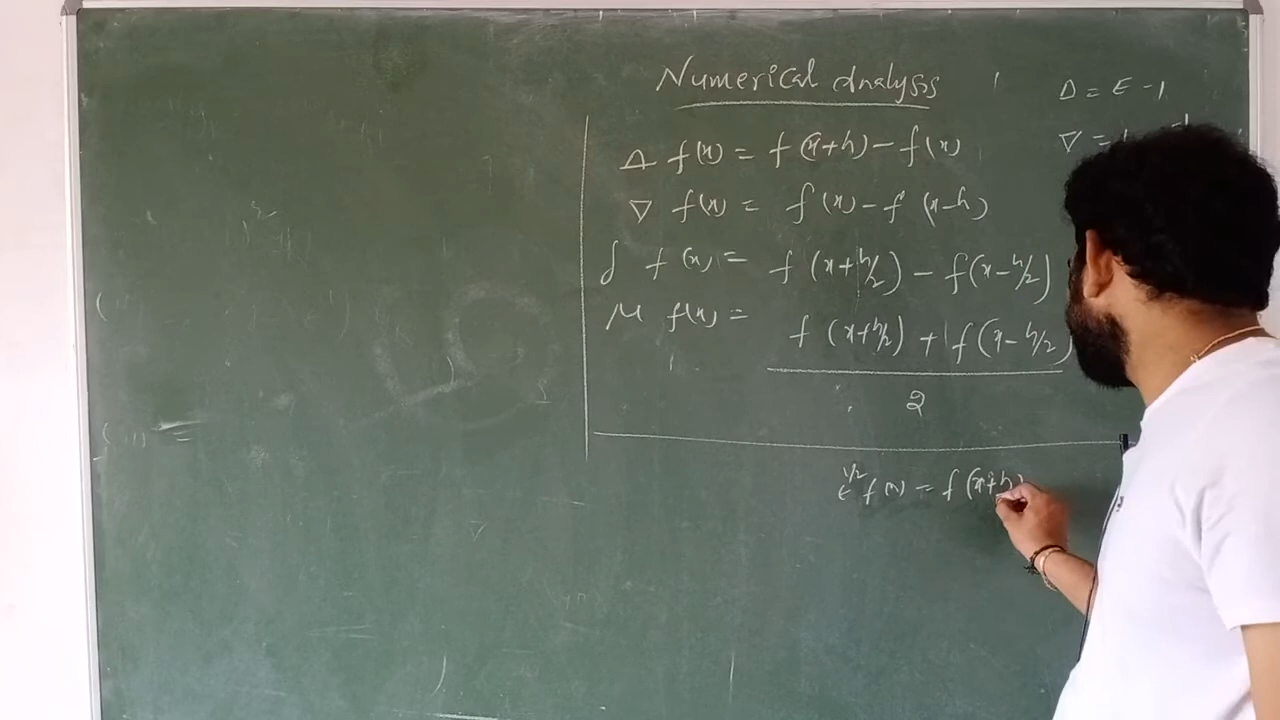 Numerical Analysis
Δ = E - 1
∇ =
Δ f(x) = f(x+h) - f(x)
∇ f(x) = f(x) - f(x-h)
δ f(x) = f(x+h/2) - f(x-h/2)
μ f(x) = f(x+h/2) + f(x-h/2)
2
E^1/2 f(x) = f(x+h